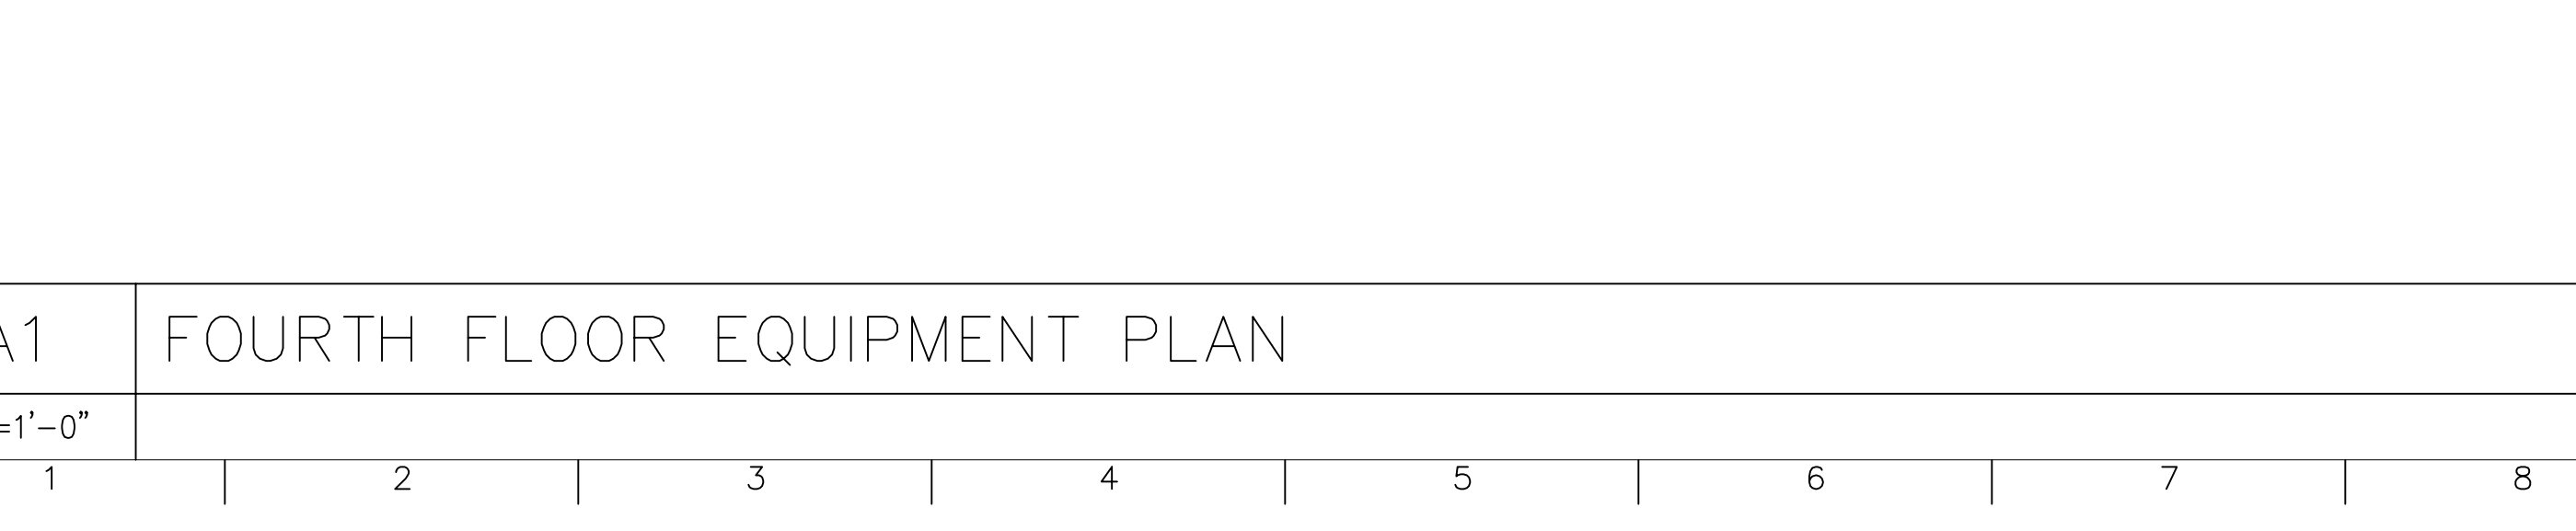 A1 FOURTH FLOOR EQUIPMENT PLAN
=1'-0"
1 2 3 4 5 6 7 8